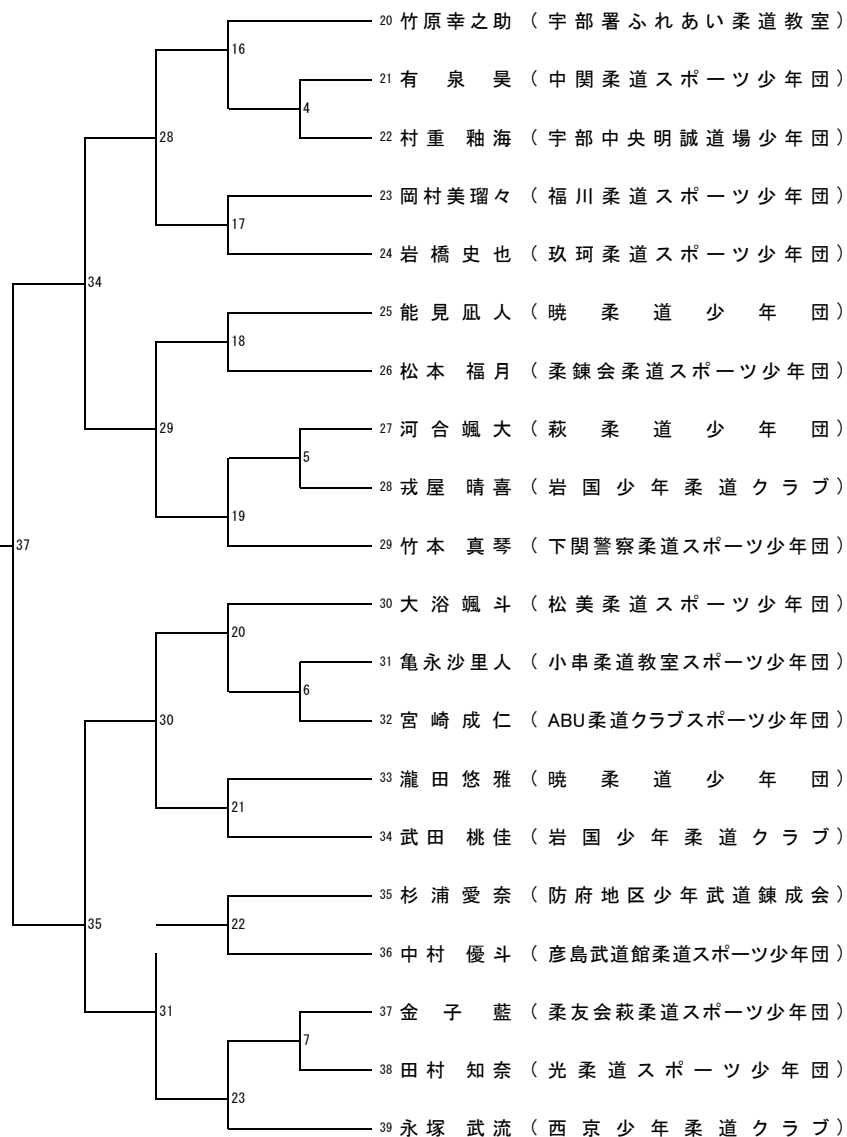 20 竹原幸之助 （宇部署ふれあい柔道教室）
16
21 有泉昊 （中関柔道スポーツ少年団）
4
22 村重釉海 （宇部中央明誠道場少年団）
28
23 岡村美瑠々 （福川柔道スポーツ少年団）
17
24 岩橋史也 （玖珂柔道スポーツ少年団）
34
25 能見凪人 （暁柔道少年団）
18
26 松本福月 （柔錬会柔道スポーツ少年団）
29
27 河合颯大 （萩柔道少年団）
5
28 戎屋晴喜 （岩国少年柔道クラブ）
19
29 竹本真琴 （下関警察柔道スポーツ少年団）
37
30 大浴颯斗 （松美柔道スポーツ少年団）
20
31 亀永沙里人 （小串柔道教室スポーツ少年団）
6
32 宮崎成仁 （ABU柔道クラブスポーツ少年団）
30
33 瀧田悠雅 （暁柔道少年団）
21
34 武田桃佳 （岩国少年柔道クラブ）
35 杉浦愛奈 （防府地区少年武道錬成会）
35
22
36 中村優斗 （彦島武道館柔道スポーツ少年団）
31
37 金子藍 （柔友会萩柔道スポーツ少年団）
7
38 田村知奈 （光柔道スポーツ少年団）
23
39 永塚武流 （西京少年柔道クラブ）